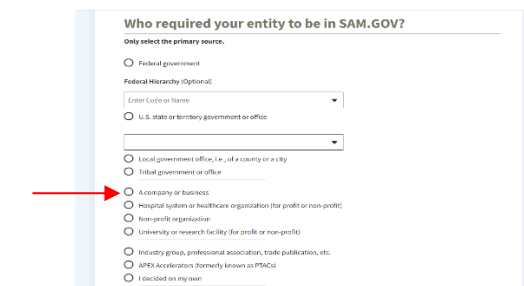 Who required your entity to be in SAM.GOV?
Only select the primary source.
Federal government
Federal Hierarchy (Optional)
Enter Code or Name
U.S. state or territory government or office
Local government office, i.e., of a county or a city
Tribal government or office
A company or business
Hospital system or healthcare organization (for profit or non-profit)
Non-profit organization
University or research facility (for profit or non-profit)
Industry group, professional association, trade publication, etc.
APEX Accelerators (formerly known as PTACs)
I decided on my own